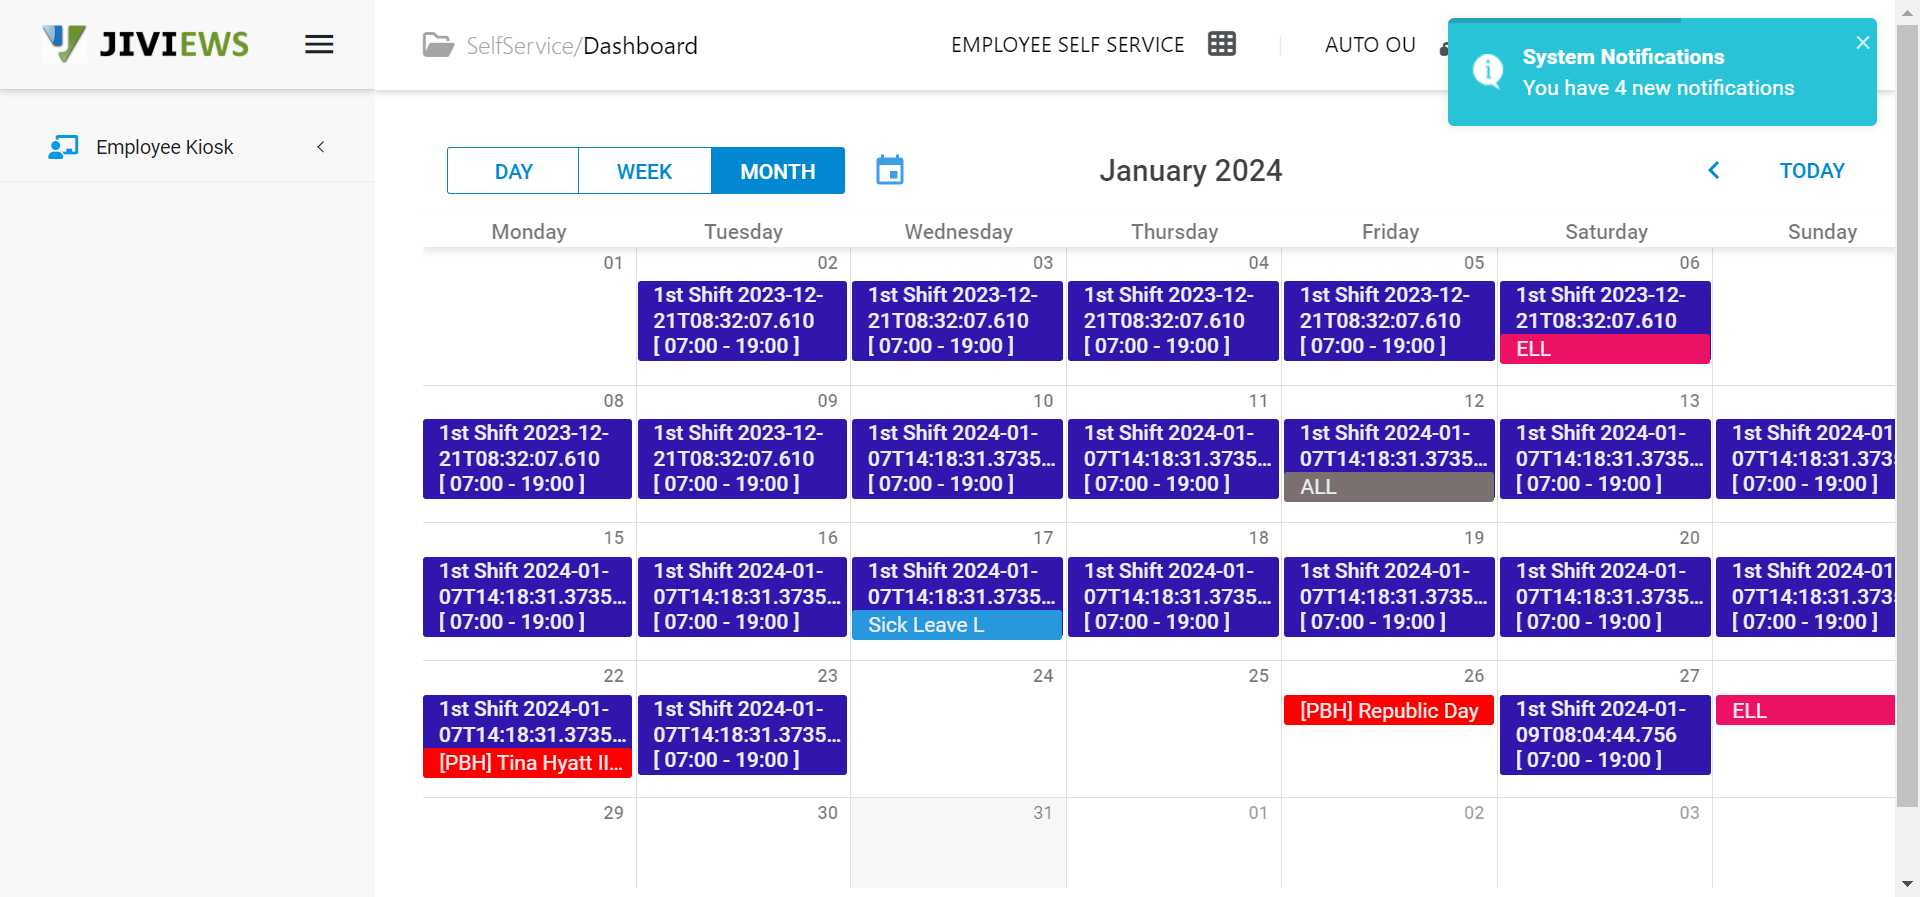 JIVIEWS
SelfService/Dashboard
EMPLOYEE SELF SERVICE
AUTO OU
System Notifications
You have 4 new notifications
Employee Kiosk
DAY
WEEK
MONTH
January 2024
TODAY
Monday Tuesday Wednesday Thursday Friday Saturday Sunday
01 02 03 04 05 06
1st Shift 2023-12-
21T08:32:07.610
[ 07:00 - 19:00 ]
1st Shift 2023-12-
21T08:32:07.610
[ 07:00 - 19:00 ]
1st Shift 2023-12-
21T08:32:07.610
[ 07:00 - 19:00 ]
1st Shift 2023-12-
21T08:32:07.610
[ 07:00 - 19:00 ]
1st Shift 2023-12-
21T08:32:07.610
ELL
08 09 10 11 12 13
1st Shift 2023-12-
21T08:32:07.610
[ 07:00 - 19:00 ]
1st Shift 2023-12-
21T08:32:07.610
[ 07:00 - 19:00 ]
1st Shift 2024-01-
07T14:18:31.3735...
[ 07:00 - 19:00 ]
1st Shift 2024-01-
07T14:18:31.3735...
[ 07:00 - 19:00 ]
1st Shift 2024-01-
07T14:18:31.3735...
ALL
1st Shift 2024-01-
07T14:18:31.3735...
[ 07:00 - 19:00 ]
1st Shift 2024-01
07T14:18:31.373
[ 07:00 - 19:00 ]
15 16 17 18 19 20
1st Shift 2024-01-
07T14:18:31.3735...
[ 07:00 - 19:00 ]
1st Shift 2024-01-
07T14:18:31.3735...
[ 07:00 - 19:00 ]
1st Shift 2024-01-
07T14:18:31.3735...
Sick Leave L
1st Shift 2024-01-
07T14:18:31.3735...
[ 07:00 - 19:00 ]
1st Shift 2024-01-
07T14:18:31.3735...
[ 07:00 - 19:00 ]
1st Shift 2024-01-
07T14:18:31.3735...
[ 07:00 - 19:00 ]
1st Shift 2024-01
07T14:18:31.373
[ 07:00 - 19:00 ]
22 23 24 25 26 27
1st Shift 2024-01-
07T14:18:31.3735...
[PBH] Tina Hyatt II...
1st Shift 2024-01-
07T14:18:31.3735...
[ 07:00 - 19:00 ]
[PBH] Republic Day
1st Shift 2024-01-
09T08:04:44.756
[ 07:00 - 19:00 ]
ELL
29 30 31 01 02 03